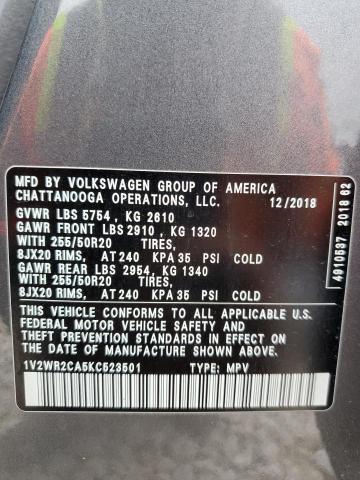 MFD BY VOLKSWAGEN GROUP OF AMERICA
CHATTANOOGA OPERATIONS, LLC. 12/2018
GVWR LBS 5754 , KG 2610
GAWR FRONT LBS 2910 , KG 1320
WITH 255/50R20 TIRES,
8JX20 RIMS, AT 240 KPA 35 PSI COLD
GAWR REAR LBS 2954, KG 1340
WITH 255/50R20 TIRES,
8JX20 RIMS, AT 240 KPA 35 PSI COLD
THIS VEHICLE CONFORMS TO ALL APPLICABLE U.S.
FEDERAL MOTOR VEHICLE SAFETY AND
THEFT PREVENTION STANDARDS IN EFFECT ON
THE DATE OF MANUFACTURE SHOWN ABOVE
1V2WR2CA5KC523501 TYPE: MPV
4910537 2018 62